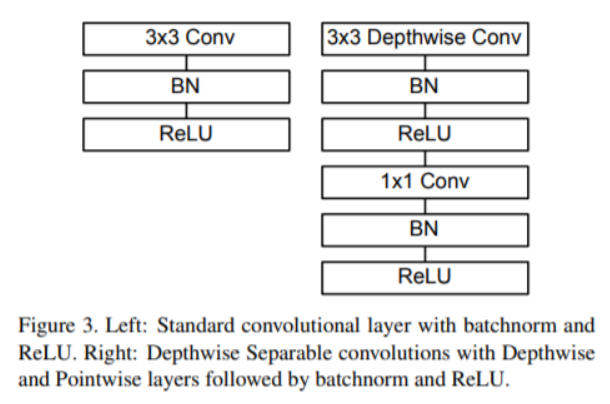 3x3 Conv
BN
ReLU
3x3 Depthwise Conv
BN
ReLU
1x1 Conv
BN
ReLU
Figure 3. Left: Standard convolutional layer with batchnorm and
ReLU. Right: Depthwise Separable convolutions with Depthwise
and Pointwise layers followed by batchnorm and ReLU.